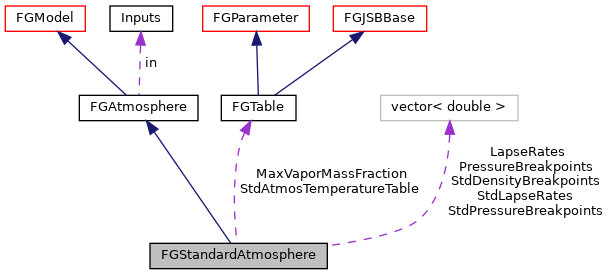 FGModel
Inputs
FGParameter
FGJSBBase
in
FGAtmosphere
FGTable
vector< double >
MaxVaporMassFraction
StdAtmosTemperatureTable
LapseRates
PressureBreakpoints
StdDensityBreakpoints
StdLapseRates
StdPressureBreakpoints
FGStandardAtmosphere